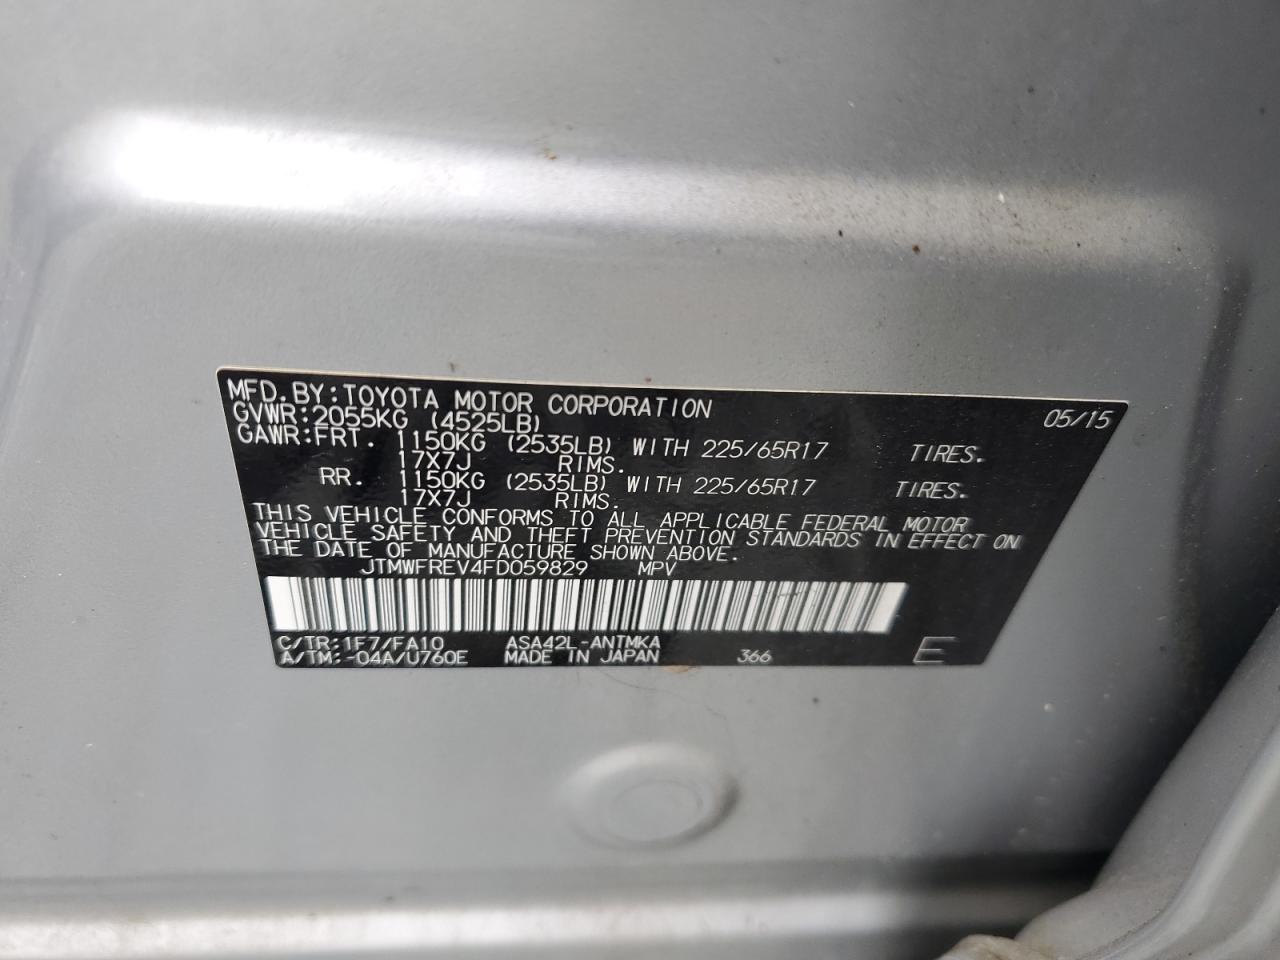 MFD.BY:TOYOTA MOTOR CORPORATION 05/15
GVWR:2055KG (4525LB)
GAWR:FRT. 1150KG (2535LB) WITH 225/65R17 TIRES.
17X7J RIMS.
RR. 1150KG (2535LB) WITH 225/65R17 TIRES.
17X7J RIMS.
THIS VEHICLE CONFORMS TO ALL APPLICABLE FEDERAL MOTOR
VEHICLE SAFETY AND THEFT PREVENTION STANDARDS IN EFFECT ON
THE DATE OF MANUFACTURE SHOWN ABOVE.
JTMWFREV4FD059829 MPV
C/TR:1F7/FA10 ASA42L-ANTMKA
A/TM:-04A/U760E MADE IN JAPAN 366 E